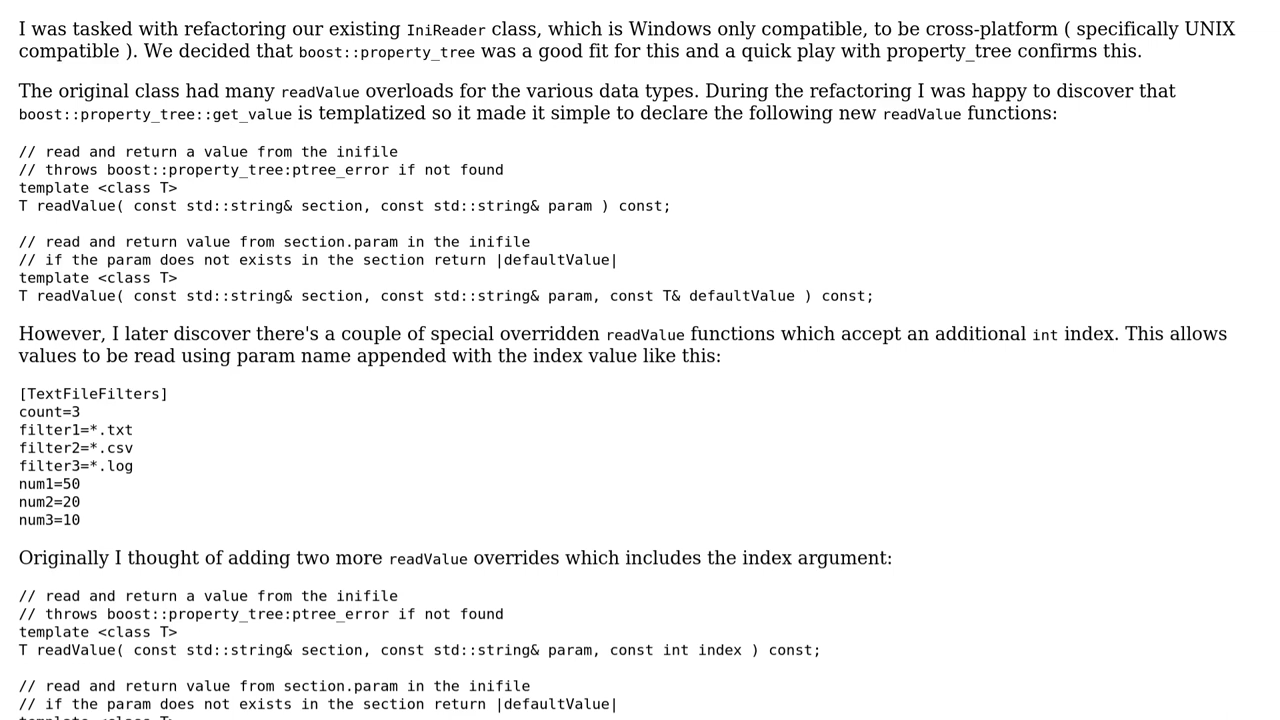 I was tasked with refactoring our existing IniReader class, which is Windows only compatible, to be cross-platform ( specifically UNIX
compatible ). We decided that boost::property_tree was a good fit for this and a quick play with property_tree confirms this.
The original class had many readValue overloads for the various data types. During the refactoring I was happy to discover that
boost::property_tree::get_value is templatized so it made it simple to declare the following new readValue functions:
// read and return a value from the inifile
// throws boost::property_tree:ptree_error if not found
template <class T>
T readValue( const std::string& section, const std::string& param ) const;
// read and return value from section.param in the inifile
// if the param does not exists in the section return |defaultValue|
template <class T>
T readValue( const std::string& section, const std::string& param, const T& defaultValue ) const;
However, I later discover there's a couple of special overridden readValue functions which accept an additional int index. This allows
values to be read using param name appended with the index value like this:
[TextFileFilters]
count=3
filter1=*.txt
filter2=*.csv
filter3=*.log
num1=50
num2=20
num3=10
Originally I thought of adding two more readValue overrides which includes the index argument:
// read and return a value from the inifile
// throws boost::property_tree:ptree_error if not found
template <class T>
T readValue( const std::string& section, const std::string& param, const int index ) const;
// read and return value from section.param in the inifile
// if the param does not exists in the section return |defaultValue|
template <class T>